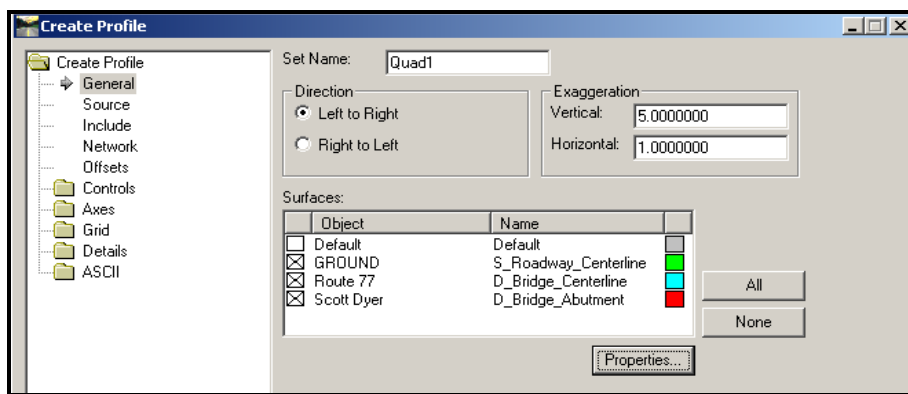 Create Profile
Create Profile
General
Source
Include
Network
Offsets
Controls
Axes
Grid
Details
ASCII
Set Name: Quad1
Direction
Left to Right
Right to Left
Exaggeration
Vertical: 5.0000000
Horizontal: 1.0000000
Surfaces:
Object Name
Default Default
GROUND S_Roadway_Centerline
Route 77 D_Bridge_Centerline
Scott Dyer D_Bridge_Abutment
All
None
Properties...